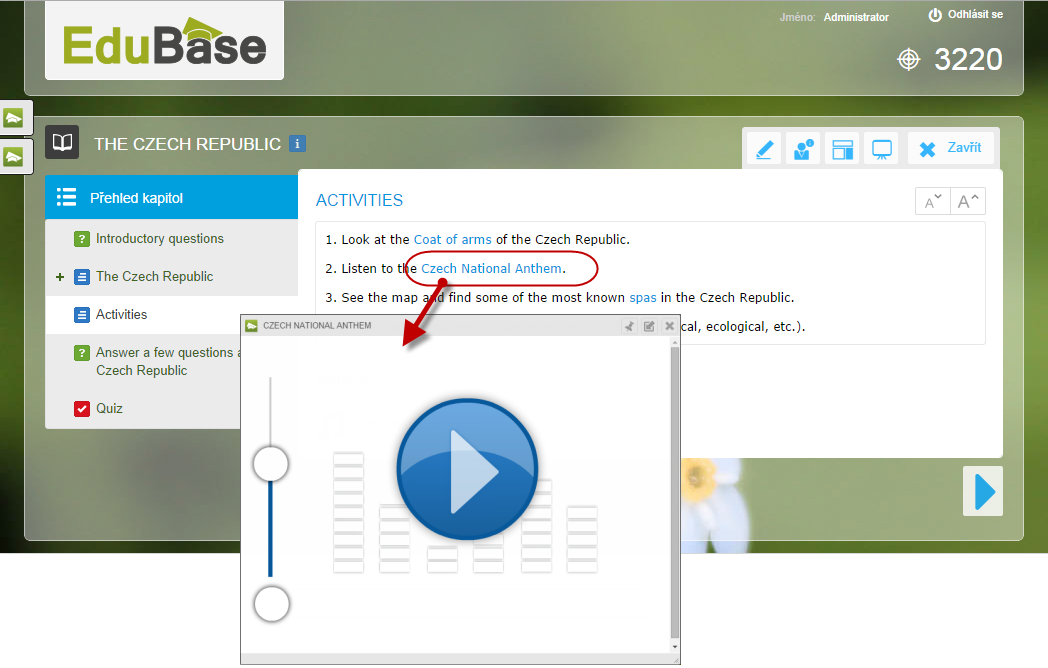 EduBase
Jméno: Administrator
Odhlásit se
3220
THE CZECH REPUBLIC i
Zavřít
Přehled kapitol
? Introductory questions
+ The Czech Republic
Activities
? Answer a few questions a
Czech Republic
Quiz
ACTIVITIES
A A
1. Look at the Coat of arms of the Czech Republic.
2. Listen to the Czech National Anthem.
3. See the map and find some of the most known spas in the Czech Republic.
cal, ecological, etc.).
CZECH NATIONAL ANTHEM